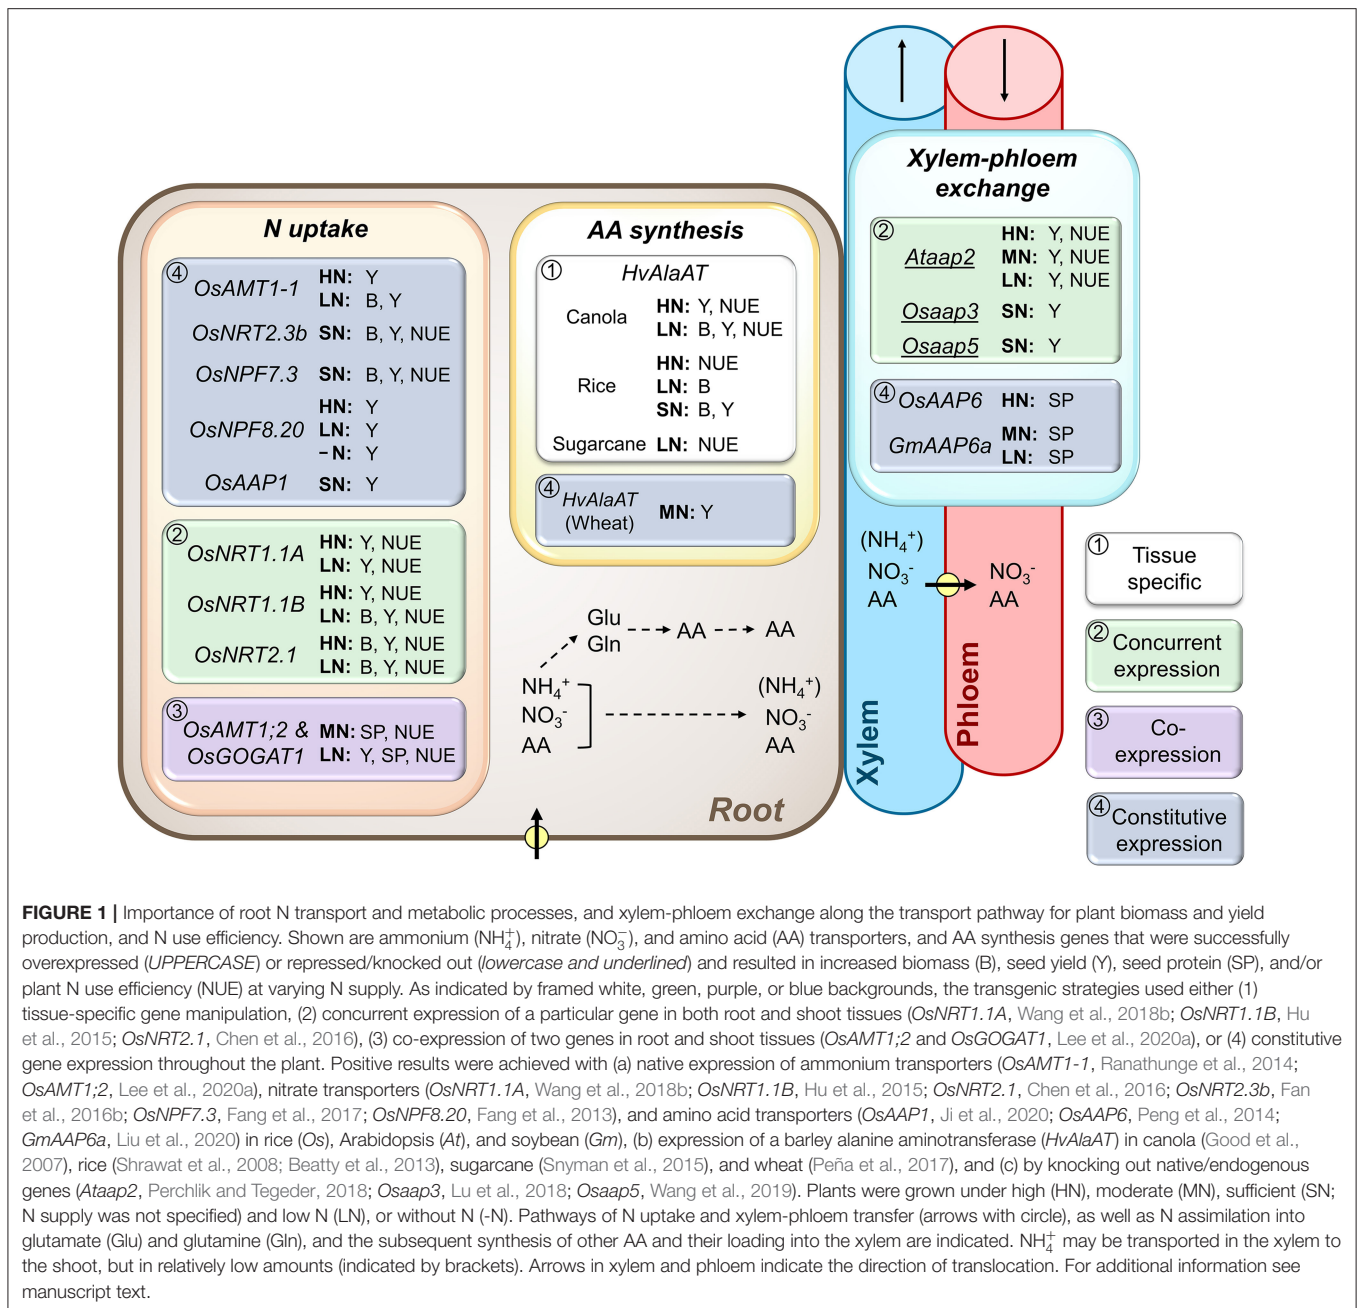 N uptake
④
OsAMT1-1
HN: Y
LN: B, Y
OsNRT2.3b SN: B, Y, NUE
OsNPF7.3 SN: B, Y, NUE
OsNPF8.20
HN: Y
LN: Y
–N: Y
OsAAP1 SN: Y
②
OsNRT1.1A
HN: Y, NUE
LN: Y, NUE
OsNRT1.1B
HN: Y, NUE
LN: B, Y, NUE
OsNRT2.1
HN: B, Y, NUE
LN: B, Y, NUE
③
OsAMT1;2 & MN: SP, NUE
OsGOGAT1 LN: Y, SP, NUE
AA synthesis
①
HvAlaAT
Canola
HN: Y, NUE
LN: B, Y, NUE
Rice
HN: NUE
LN: B
SN: B, Y
Sugarcane LN: NUE
④
HvAlaAT
(Wheat)
MN: Y
Glu
Gln
AA
AA
NH₄⁺
NO₃⁻
AA
(NH₄⁺)
NO₃⁻
AA
Root
Xylem-phloem
exchange
②
Ataap2
HN: Y, NUE
MN: Y, NUE
LN: Y, NUE
Osaap3 SN: Y
Osaap5 SN: Y
④
OsAAP6 HN: SP
GmAAP6a
MN: SP
LN: SP
(NH₄⁺)
NO₃⁻
AA
NO₃⁻
AA
Xylem
Phloem
①
Tissue
specific
②
Concurrent
expression
③
Co-
expression
④
Constitutive
expression
FIGURE 1 | Importance of root N transport and metabolic processes, and xylem-phloem exchange along the transport pathway for plant biomass and yield
production, and N use efficiency. Shown are ammonium (NH₄⁺), nitrate (NO₃⁻), and amino acid (AA) transporters, and AA synthesis genes that were successfully
overexpressed (UPPERCASE) or repressed/knocked out (lowercase and underlined) and resulted in increased biomass (B), seed yield (Y), seed protein (SP), and/or
plant N use efficiency (NUE) at varying N supply. As indicated by framed white, green, purple, or blue backgrounds, the transgenic strategies used either (1)
tissue-specific gene manipulation, (2) concurrent expression of a particular gene in both root and shoot tissues (OsNRT1.1A, Wang et al., 2018b; OsNRT1.1B, Hu
et al., 2015; OsNRT2.1, Chen et al., 2016), (3) co-expression of two genes in root and shoot tissues (OsAMT1;2 and OsGOGAT1, Lee et al., 2020a), or (4) constitutive
gene expression throughout the plant. Positive results were achieved with (a) native expression of ammonium transporters (OsAMT1-1, Ranathunge et al., 2014;
OsAMT1;2, Lee et al., 2020a), nitrate transporters (OsNRT1.1A, Wang et al., 2018b; OsNRT1.1B, Hu et al., 2015; OsNRT2.1, Chen et al., 2016; OsNRT2.3b, Fan
et al., 2016b; OsNPF7.3, Fang et al., 2017; OsNPF8.20, Fang et al., 2013), and amino acid transporters (OsAAP1, Ji et al., 2020; OsAAP6, Peng et al., 2014;
GmAAP6a, Liu et al., 2020) in rice (Os), Arabidopsis (At), and soybean (Gm), (b) expression of a barley alanine aminotransferase (HvAlaAT) in canola (Good et al.,
2007), rice (Shrawat et al., 2008; Beatty et al., 2013), sugarcane (Snyman et al., 2015), and wheat (Peña et al., 2017), and (c) by knocking out native/endogenous
genes (Ataap2, Perchlik and Tegeder, 2018; Osaap3, Lu et al., 2018; Osaap5, Wang et al., 2019). Plants were grown under high (HN), moderate (MN), sufficient (SN;
N supply was not specified) and low N (LN), or without N (-N). Pathways of N uptake and xylem-phloem transfer (arrows with circle), as well as N assimilation into
glutamate (Glu) and glutamine (Gln), and the subsequent synthesis of other AA and their loading into the xylem are indicated. NH₄⁺ may be transported in the xylem to
the shoot, but in relatively low amounts (indicated by brackets). Arrows in xylem and phloem indicate the direction of translocation. For additional information see
manuscript text.